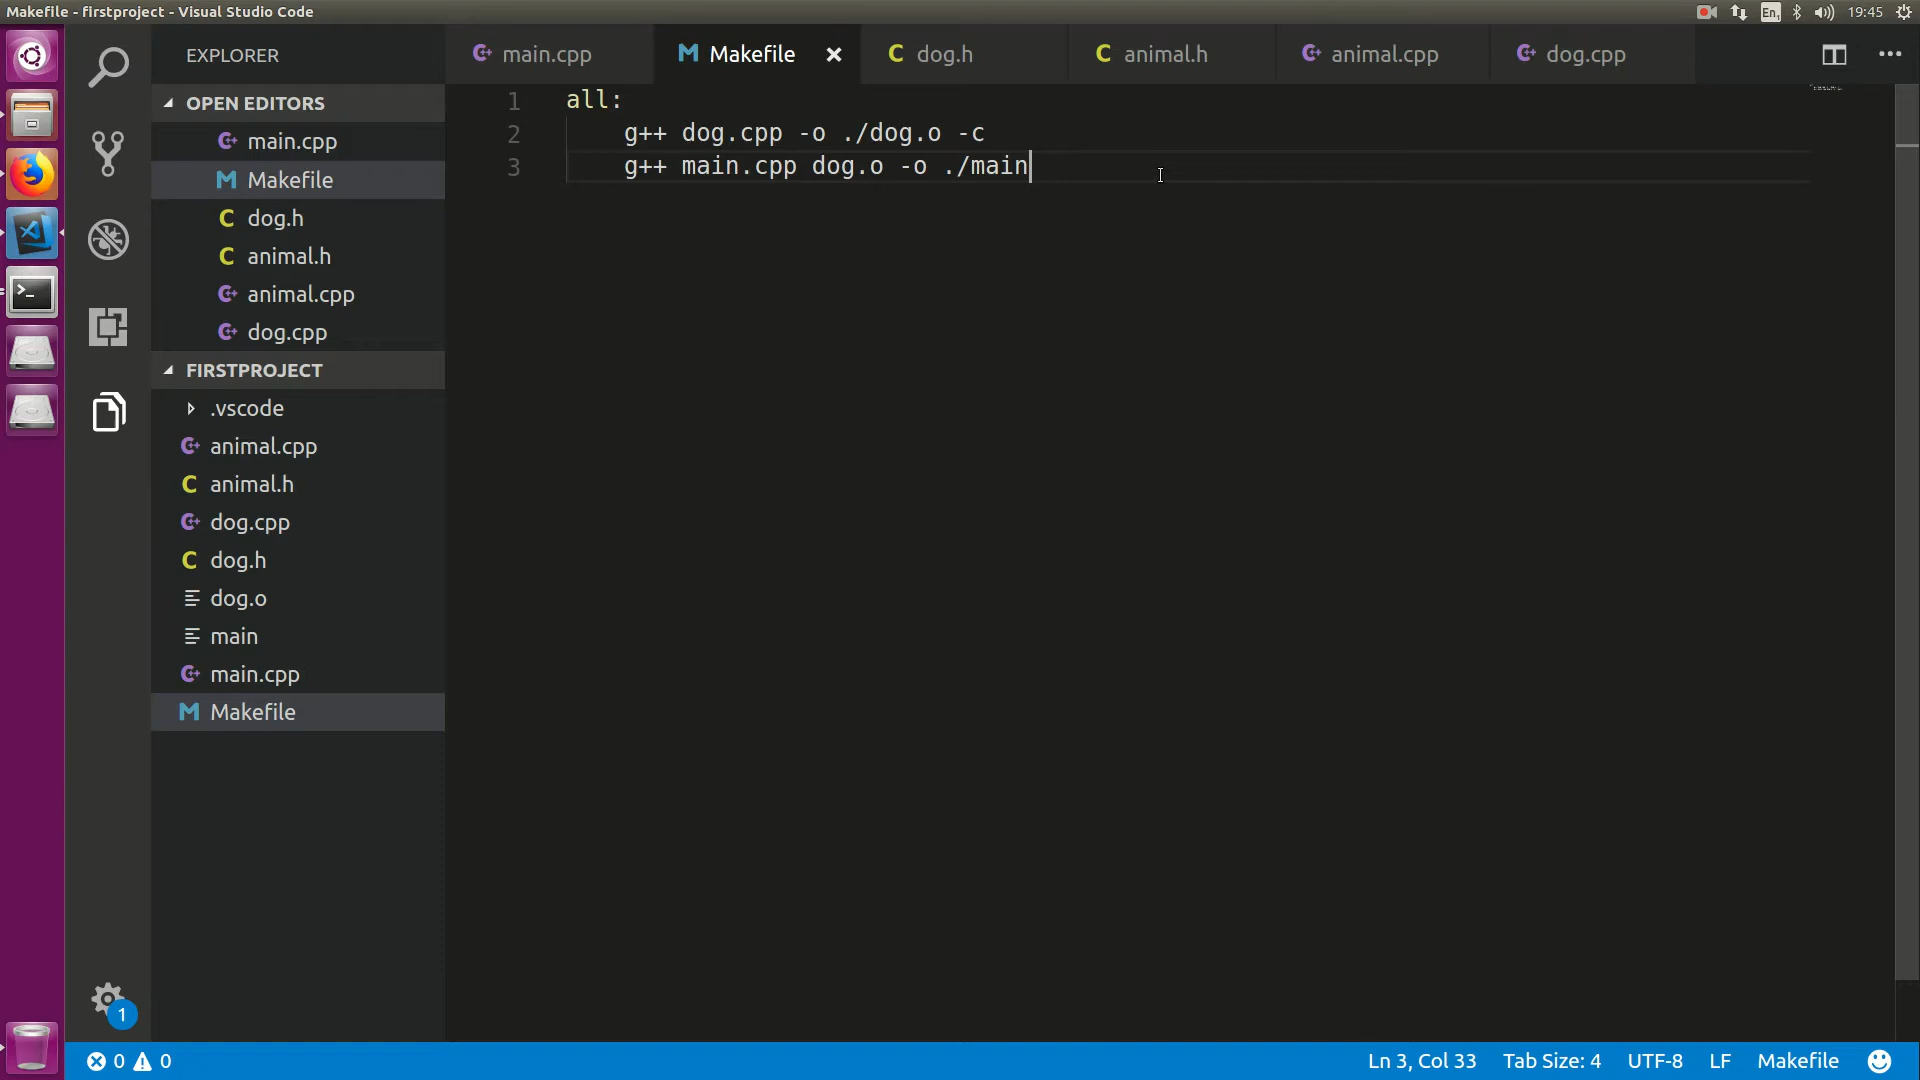 Makefile - firstproject - Visual Studio Code
En1
19:45
EXPLORER
OPEN EDITORS
main.cpp
Makefile
dog.h
animal.h
animal.cpp
dog.cpp
FIRSTPROJECT
.vscode
animal.cpp
animal.h
dog.cpp
dog.h
dog.o
main
main.cpp
Makefile
1
main.cpp
Makefile
dog.h
animal.h
animal.cpp
dog.cpp
1 all:
2 g++ dog.cpp -o ./dog.o -c
3 g++ main.cpp dog.o -o ./main
0 0
Ln 3, Col 33
Tab Size: 4
UTF-8
LF
Makefile